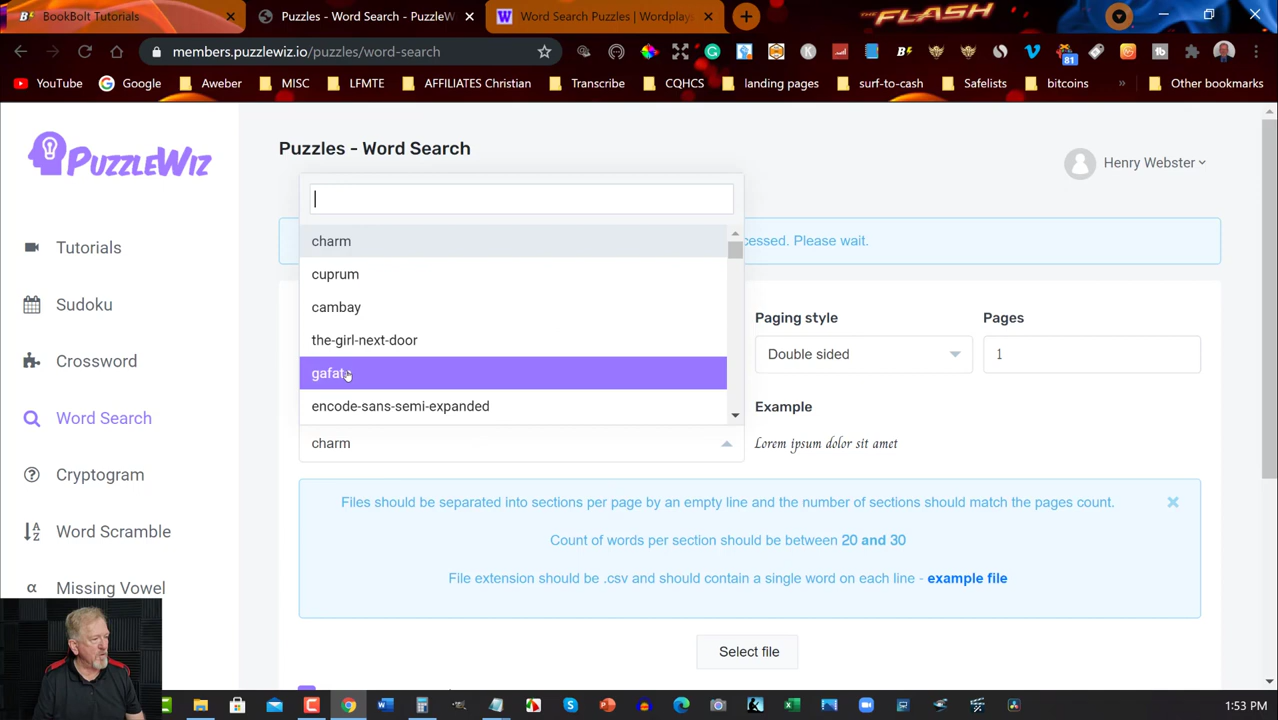 BookBolt Tutorials
Puzzles - Word Search - PuzzleW
Word Search Puzzles | Wordplays
THE FLASH
members.puzzlewiz.io/puzzles/word-search
81
YouTube
Google
Aweber
MISC
LFMTE
AFFILIATES Christian
Transcribe
CQHCS
landing pages
surf-to-cash
Safelists
bitcoins
»
Other bookmarks
PUZZLEWIZ
Puzzles - Word Search
Henry Webster
Tutorials
Sudoku
Crossword
Word Search
Cryptogram
Word Scramble
Missing Vowel
charm
cuprum
cambay
the-girl-next-door
encode-sans-semi-expanded
charm
cessed. Please wait.
Paging style
Pages
Double sided
1
Example
Lorem ipsum dolor sit amet
Files should be separated into sections per page by an empty line and the number of sections should match the pages count.
Count of words per section should be between 20 and 30
File extension should be .csv and should contain a single word on each line - example file
Select file
1:53 PM